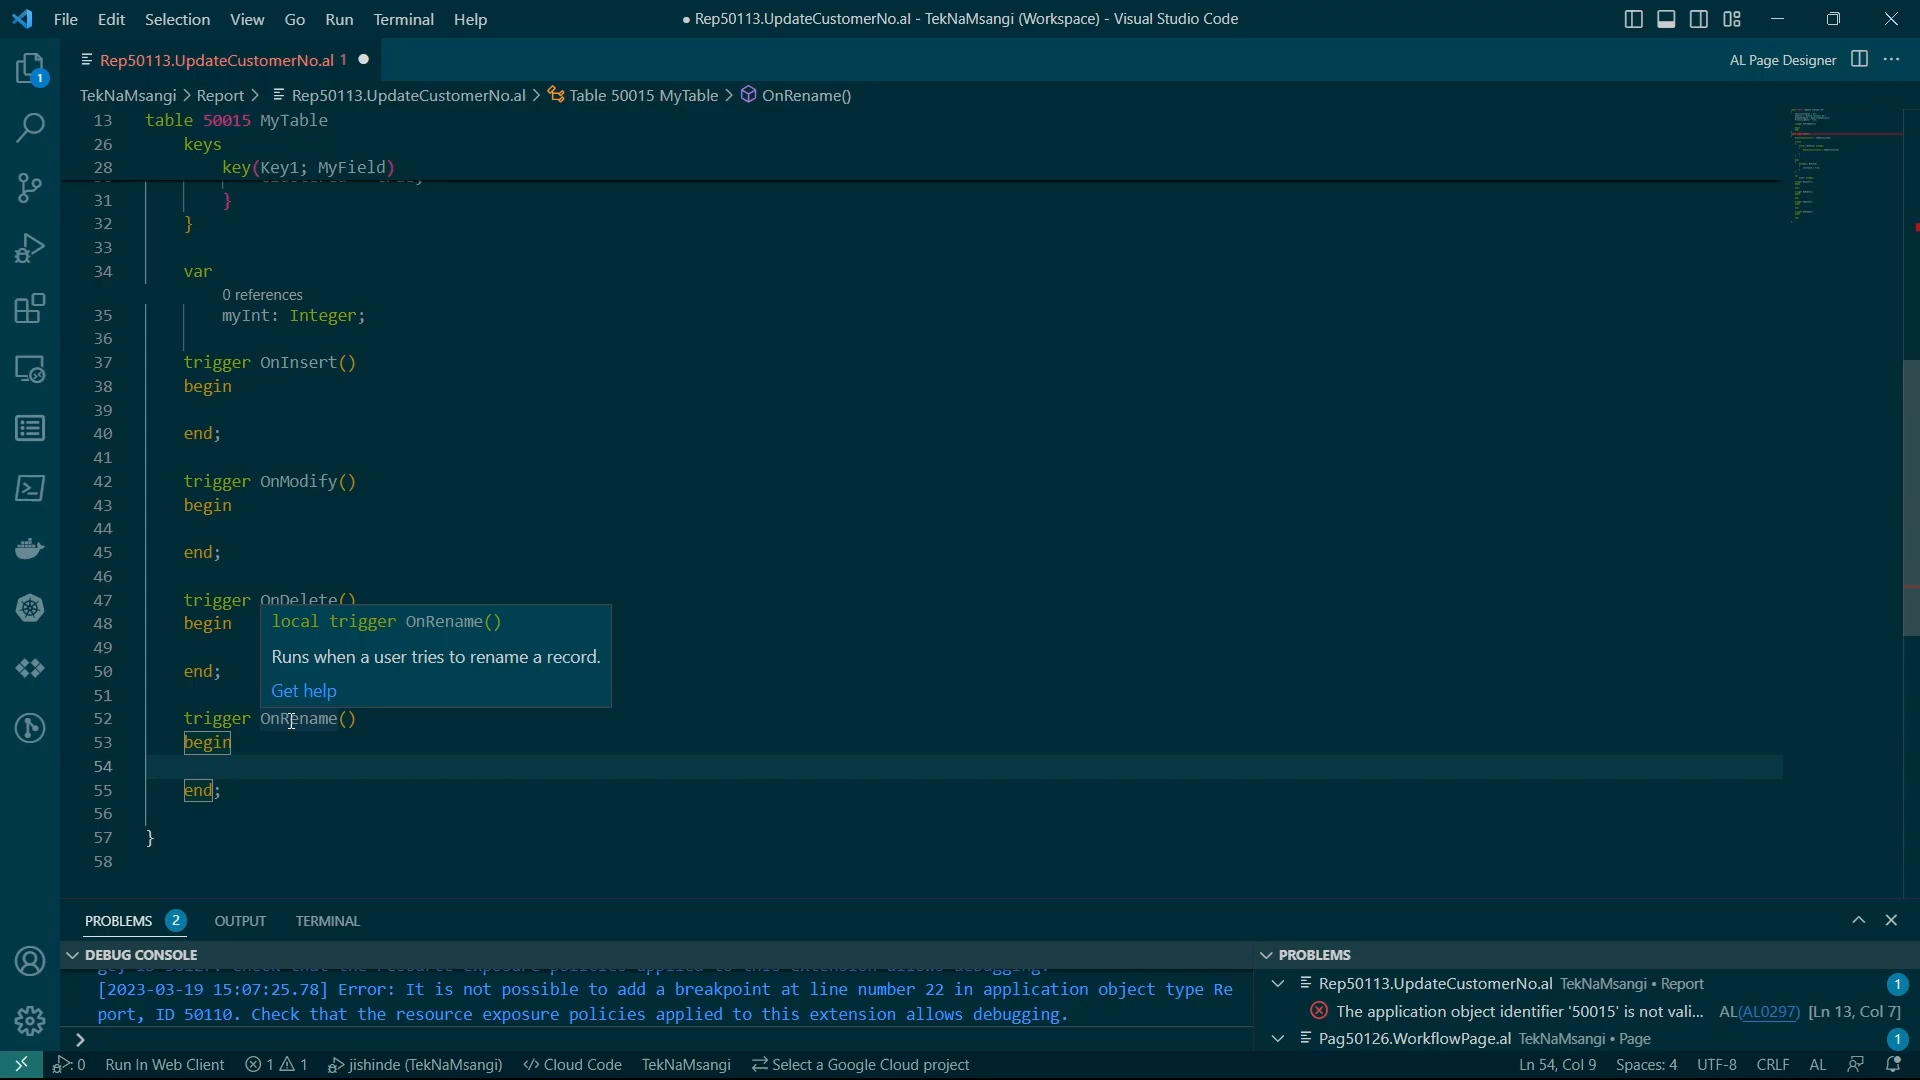 File Edit Selection View Go Run Terminal Help
● Rep50113.UpdateCustomerNo.al - TekNaMsangi (Workspace) - Visual Studio Code
Rep50113.UpdateCustomerNo.al 1 ●
AL Page Designer
TekNaMsangi > Report > Rep50113.UpdateCustomerNo.al > Table 50015 MyTable > OnRename()
13 table 50015 MyTable
26 keys
28 key(Key1; MyField)
31 }
32 }
33
34 var
0 references
35 myInt: Integer;
36
37 trigger OnInsert()
38 begin
39
40 end;
41
42 trigger OnModify()
43 begin
44
45 end;
46
47 trigger OnDelete()
48 begin
49
50 end;
51
52 trigger OnRename()
53 begin
54
55 end;
56
57 }
58
local trigger OnRename()
Runs when a user tries to rename a record.
Get help
PROBLEMS 2 OUTPUT TERMINAL
DEBUG CONSOLE
[2023-03-19 15:07:25.78] Error: It is not possible to add a breakpoint at line number 22 in application object type Re
port, ID 50110. Check that the resource exposure policies applied to this extension allows debugging.
PROBLEMS
Rep50113.UpdateCustomerNo.al TekNaMsangi • Report 1
The application object identifier '50015' is not vali... AL(AL0297) [Ln 13, Col 7]
Pag50126.WorkflowPage.al TekNaMsangi • Page 1
0 Run In Web Client 1 1 jishinde (TekNaMsangi) </> Cloud Code TekNaMsangi Select a Google Cloud project
Ln 54, Col 9 Spaces: 4 UTF-8 CRLF AL